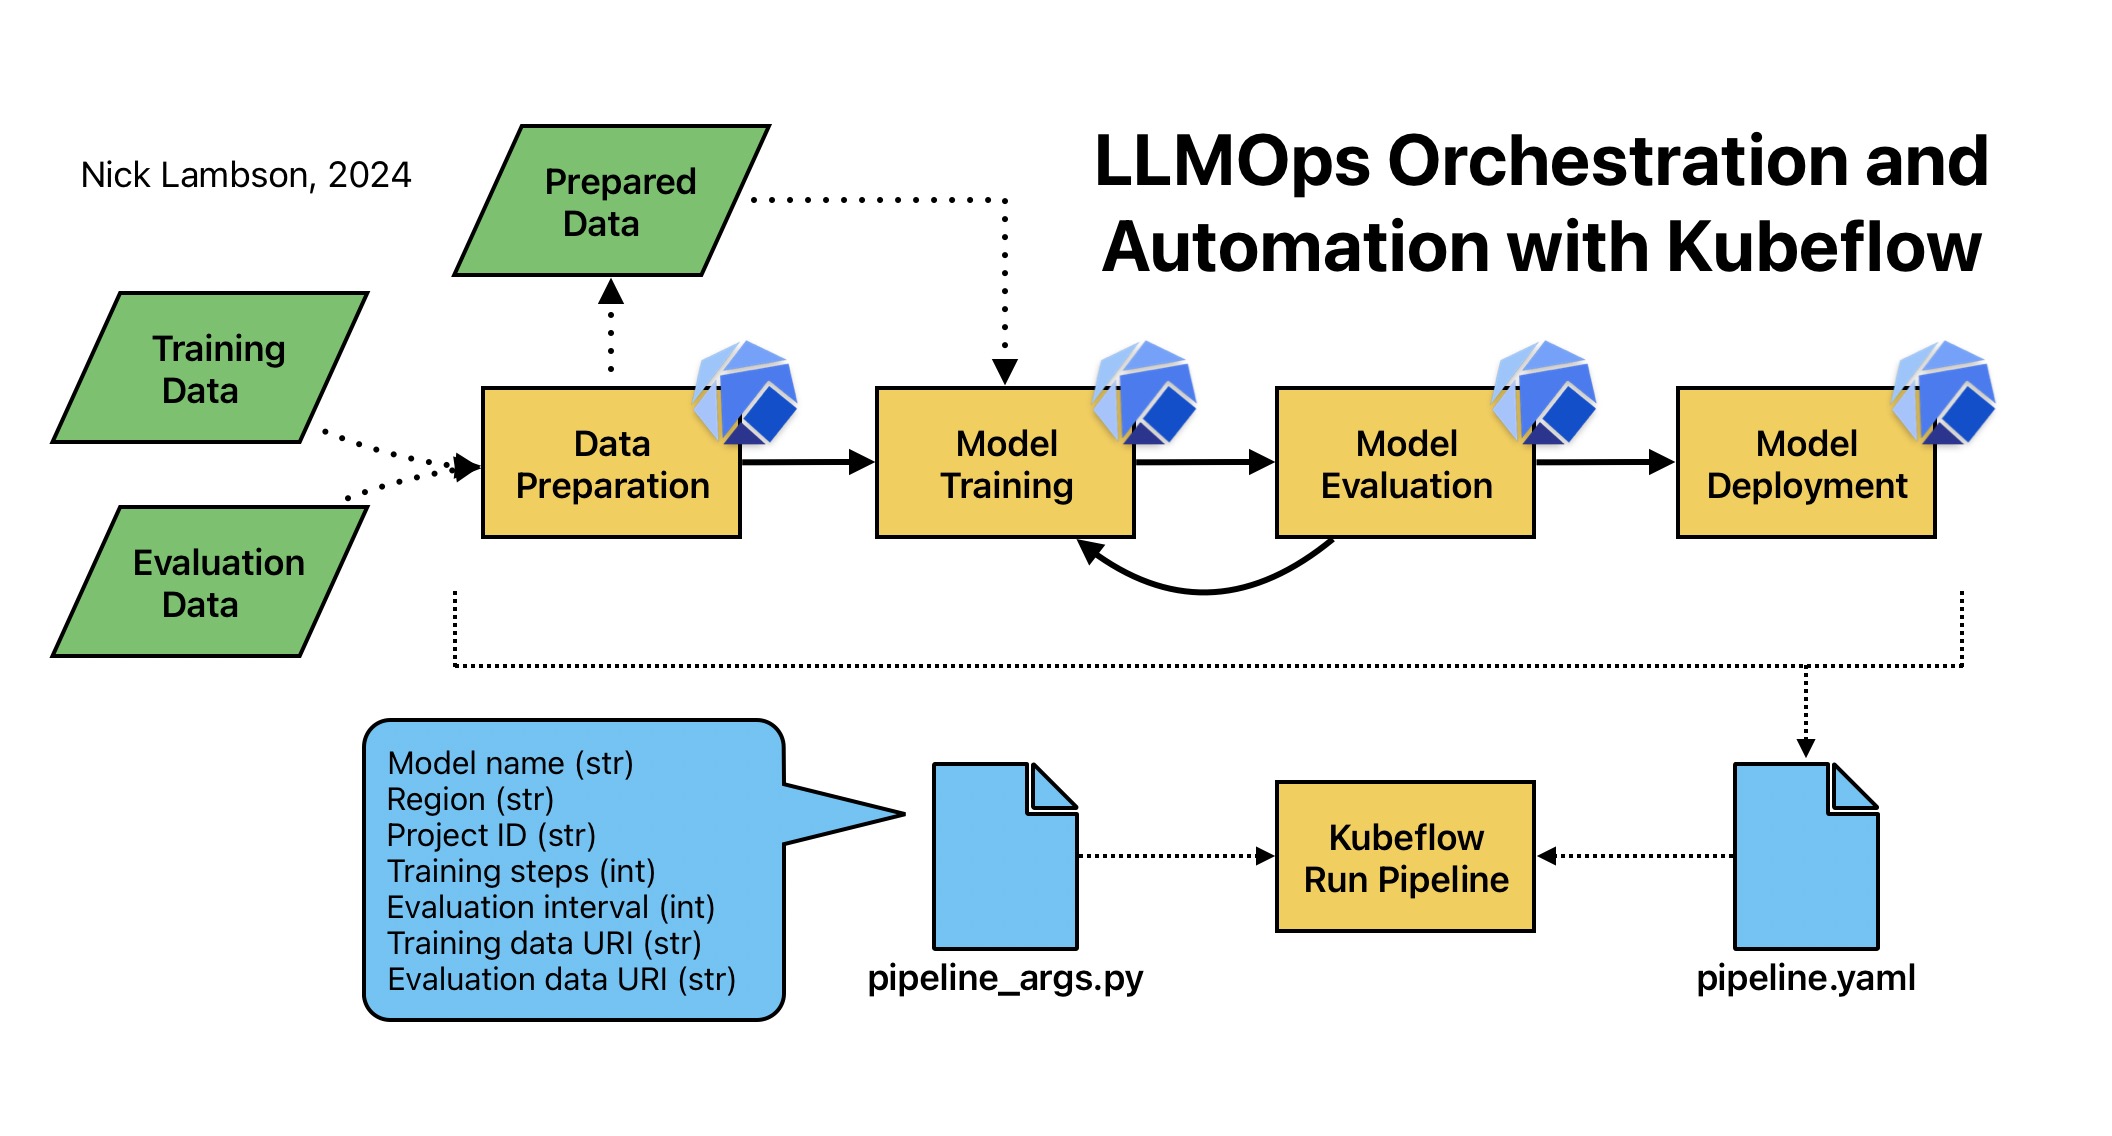 Nick Lambson, 2024
LLMOps Orchestration and
Automation with Kubeflow
Prepared
Data
Training
Data
Evaluation
Data
Data
Preparation
Model
Training
Model
Evaluation
Model
Deployment
Model name (str)
Region (str)
Project ID (str)
Training steps (int)
Evaluation interval (int)
Training data URI (str)
Evaluation data URI (str)
pipeline_args.py
Kubeflow
Run Pipeline
pipeline.yaml